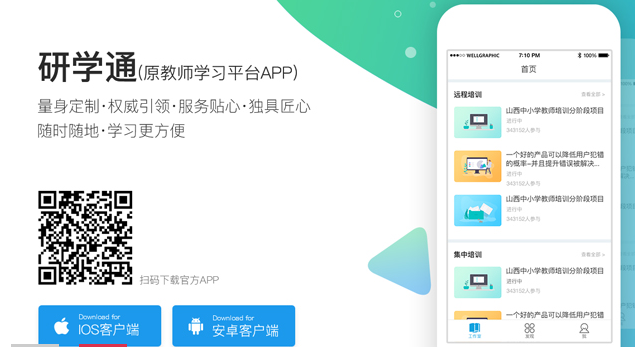 研学通(原教师学习平台APP)
量身定制·权威引领·服务贴心·独具匠心
随时随地·学习更方便
扫码下载官方APP
Download for
IOS客户端
Download for
安卓客户端
WELLGRAPHIC
7:10 PM
100%
首页
远程培训
查看全部 >
山西中小学教师培训分阶段项目
进行中
343152人参与
一个好的产品可以降低用户犯错
的概率–并且提升错误被解决...
进行中
343152人参与
山西中小学教师培训分阶段项目
进行中
343152人参与
集中培训
查看全部 >
山西中小学教师培训分阶段项目
进行中
343152人参与
一个好的产品可以降低用户犯错
工作室
发现
我